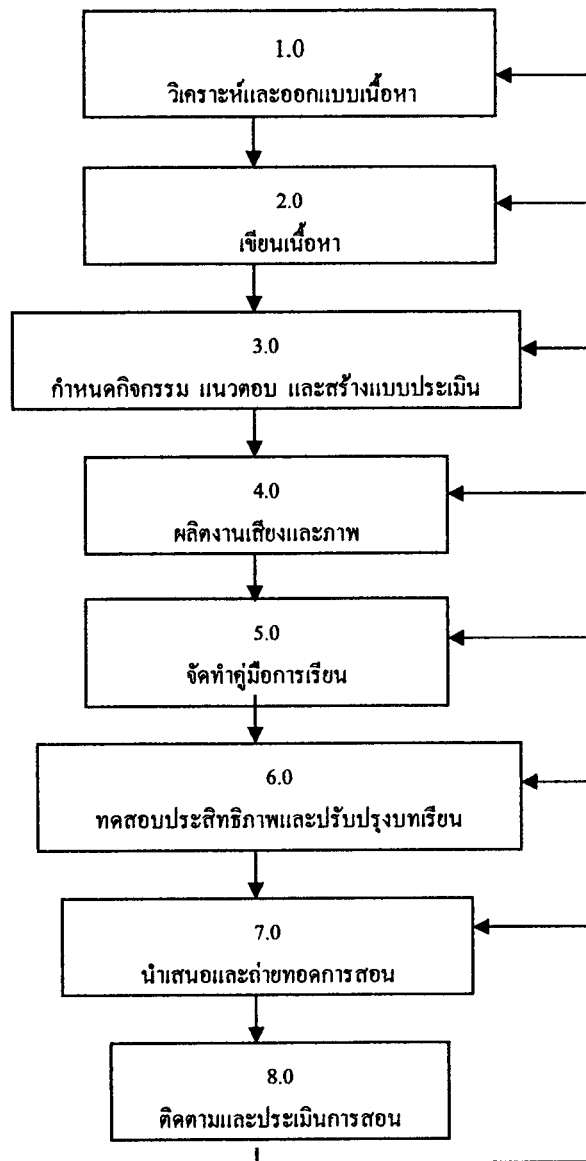 1.0
วิเคราะห์และออกแบบเนื้อหา
2.0
เขียนเนื้อหา
3.0
กำหนดกิจกรรม แนวตอบ และสร้างแบบประเมิน
4.0
ผลิตงานเสียงและภาพ
5.0
จัดทำคู่มือการเรียน
6.0
ทดสอบประสิทธิภาพและปรับปรุงบทเรียน
7.0
นำเสนอและถ่ายทอดการสอน
8.0
ติดตามและประเมินการสอน